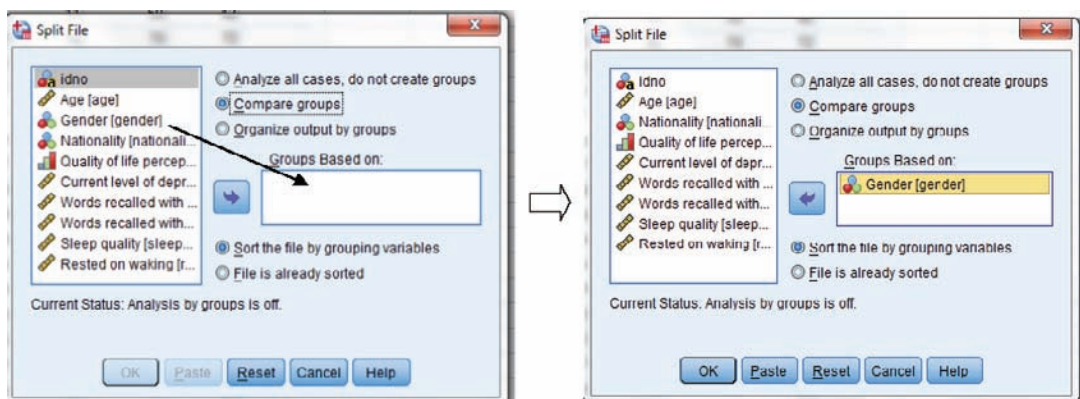 Split File
idno
Age [age]
Gender [gender]
Nationality [nationali...
Quality of life percep...
Current level of depr...
Words recalled with ...
Words recalled with...
Sleep quality [sleep...
Rested on waking [r...
Analyze all cases, do not create groups
Compare groups
Organize output by groups
Groups Based on:
Sort the file by grouping variables
File is already sorted
Current Status: Analysis by groups is off.
OK Paste Reset Cancel Help
Split File
idno
Age [age]
Nationality [nationali...
Quality of life percep...
Current level of depr...
Words recalled with ...
Words recalled with...
Sleep quality [sleep...
Rested on waking [r...
Analyze all cases, do not create groups
Compare groups
Organize output by groups
Groups Based on:
Gender [gender]
Sort the file by grouping variables
File is already sorted
Current Status: Analysis by groups is off.
OK Paste Reset Cancel Help